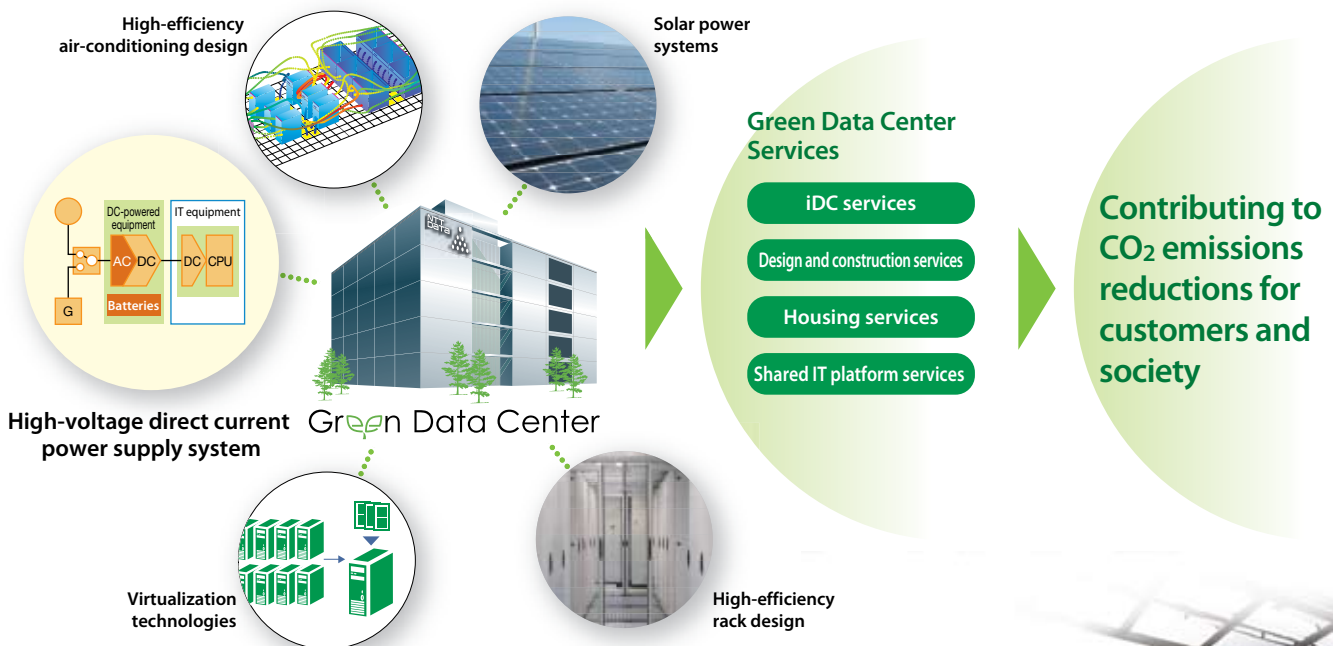 High-efficiency
air-conditioning design
Solar power
systems
DC-powered
equipment
IT equipment
AC
DC
DC
CPU
Batteries
G
High-voltage direct current
power supply system
NTT
DATA
Green Data Center
Virtualization
technologies
High-efficiency
rack design
Green Data Center
Services
iDC services
Design and construction services
Housing services
Shared IT platform services
Contributing to
CO2 emissions
reductions for
customers and
society